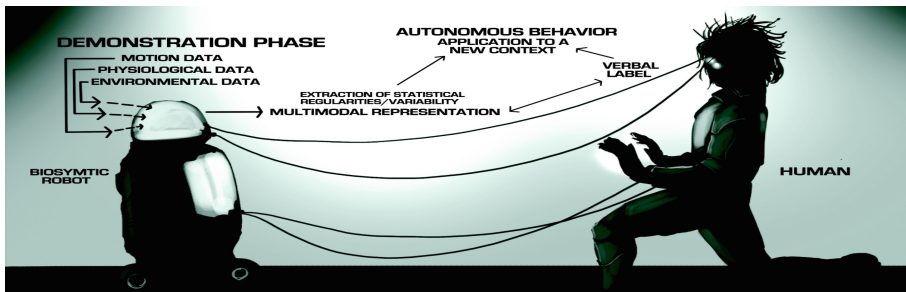 DEMONSTRATION PHASE
MOTION DATA
PHYSIOLOGICAL DATA
ENVIRONMENTAL DATA
AUTONOMOUS BEHAVIOR
APPLICATION TO A
NEW CONTEXT
VERBAL
LABEL
EXTRACTION OF STATISTICAL
REGULARITIES/VARIABILITY
MULTIMODAL REPRESENTATION
BIOSYMTIC
ROBOT
HUMAN